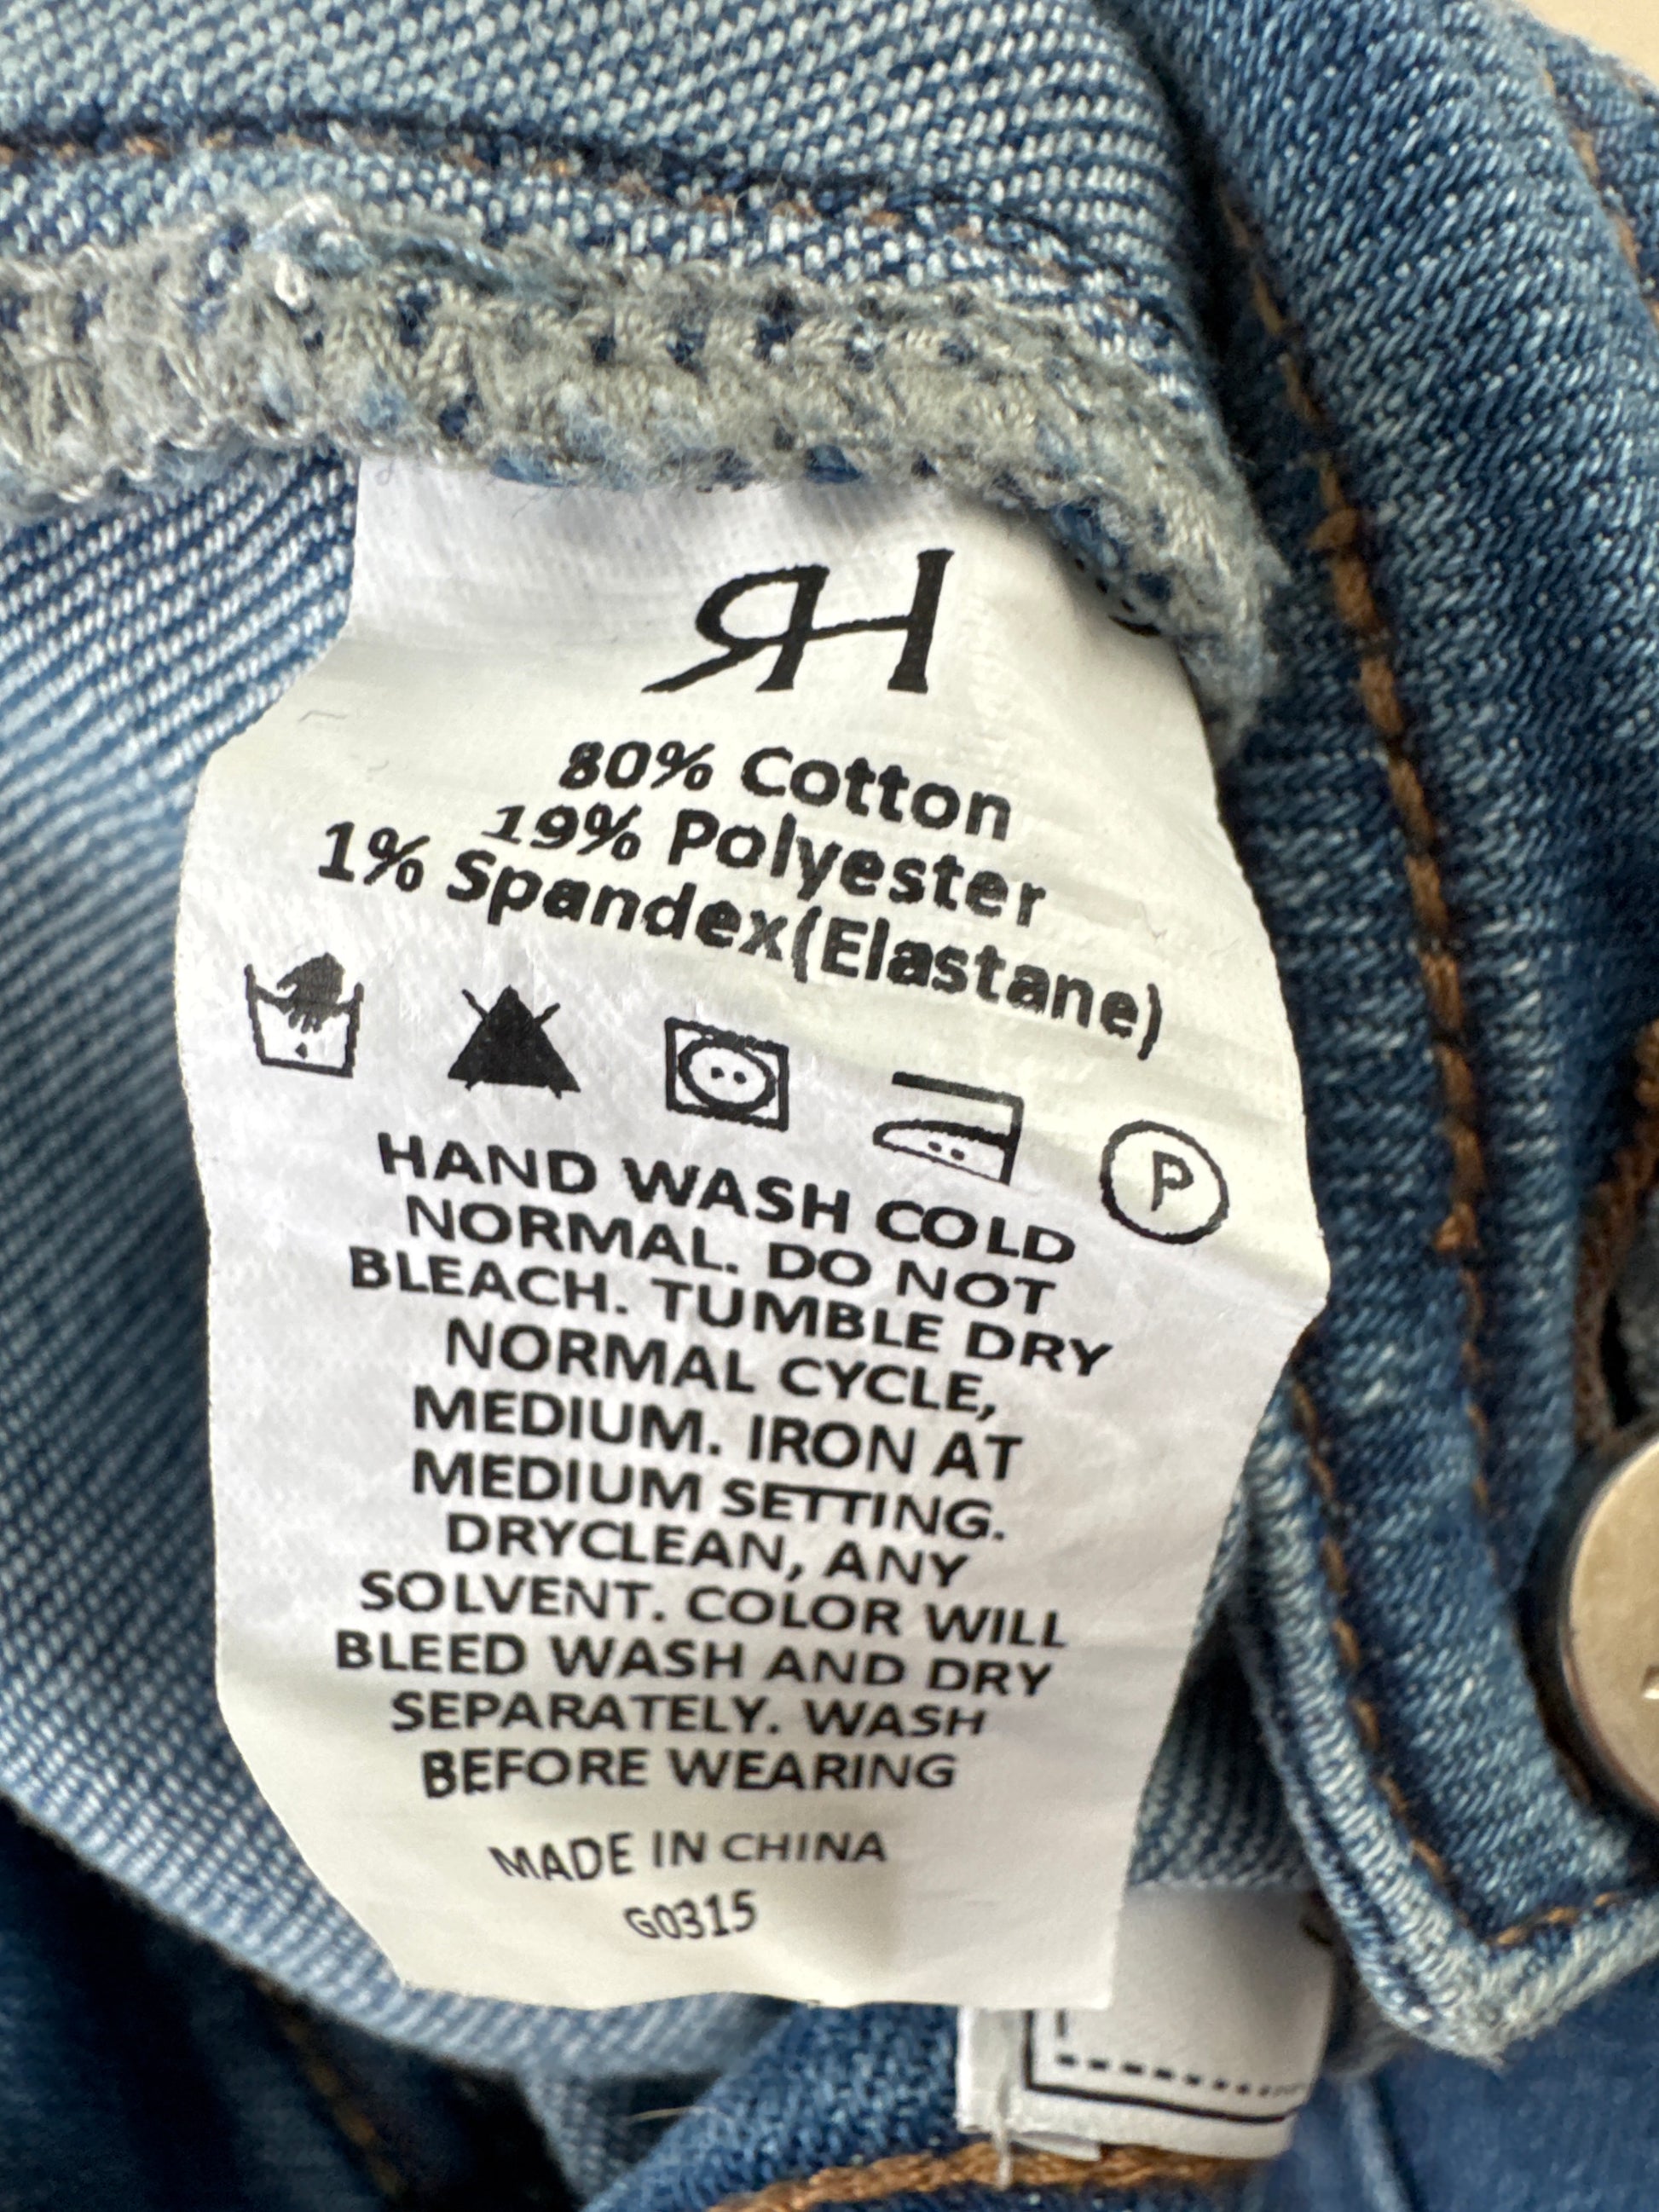 RH
80% Cotton
19% Polyester
1% Spandex(Elastane)
P
HAND WASH COLD
NORMAL. DO NOT
BLEACH. TUMBLE DRY
NORMAL CYCLE,
MEDIUM. IRON AT
MEDIUM SETTING.
DRYCLEAN, ANY
SOLVENT. COLOR WILL
BLEED WASH AND DRY
SEPARATELY. WASH
BEFORE WEARING
MADE IN CHINA
G0315